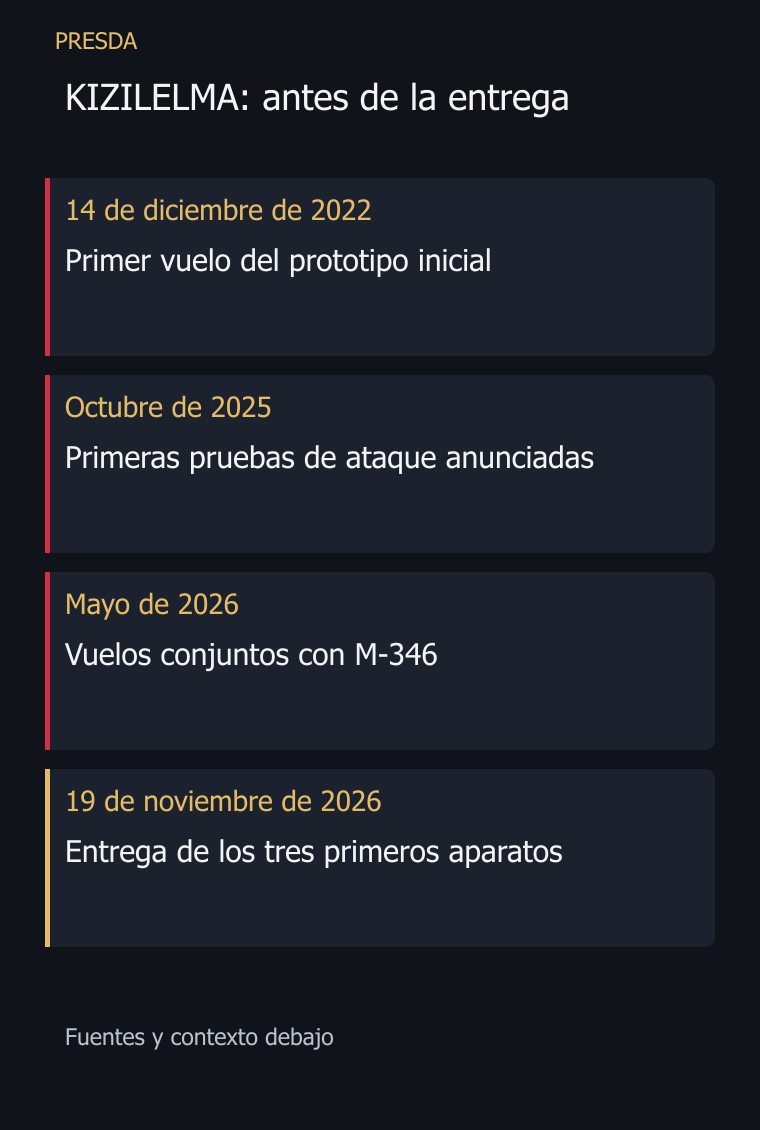 PRESDA
KIZILELMA: antes de la entrega
14 de diciembre de 2022
Primer vuelo del prototipo inicial
Octubre de 2025
Primeras pruebas de ataque anunciadas
Mayo de 2026
Vuelos conjuntos con M-346
19 de noviembre de 2026
Entrega de los tres primeros aparatos
Fuentes y contexto debajo